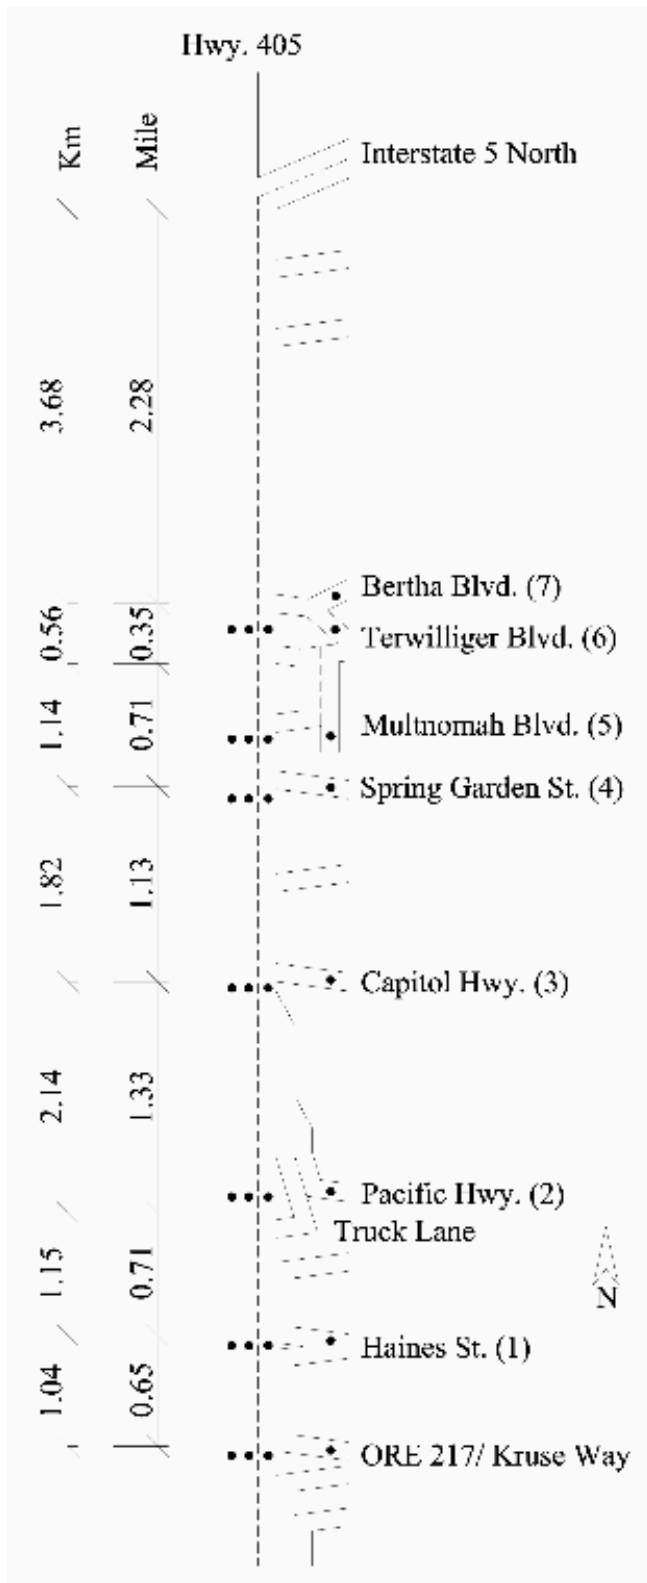 Hwy. 405
Km
Mile
Interstate 5 North
3.68
2.28
Bertha Blvd. (7)
0.56
0.35
Terwilliger Blvd. (6)
1.14
0.71
Multnomah Blvd. (5)
Spring Garden St. (4)
1.82
1.13
Capitol Hwy. (3)
2.14
1.33
Pacific Hwy. (2)
Truck Lane
1.15
0.71
N
Haines St. (1)
1.04
0.65
ORE 217/ Kruse Way